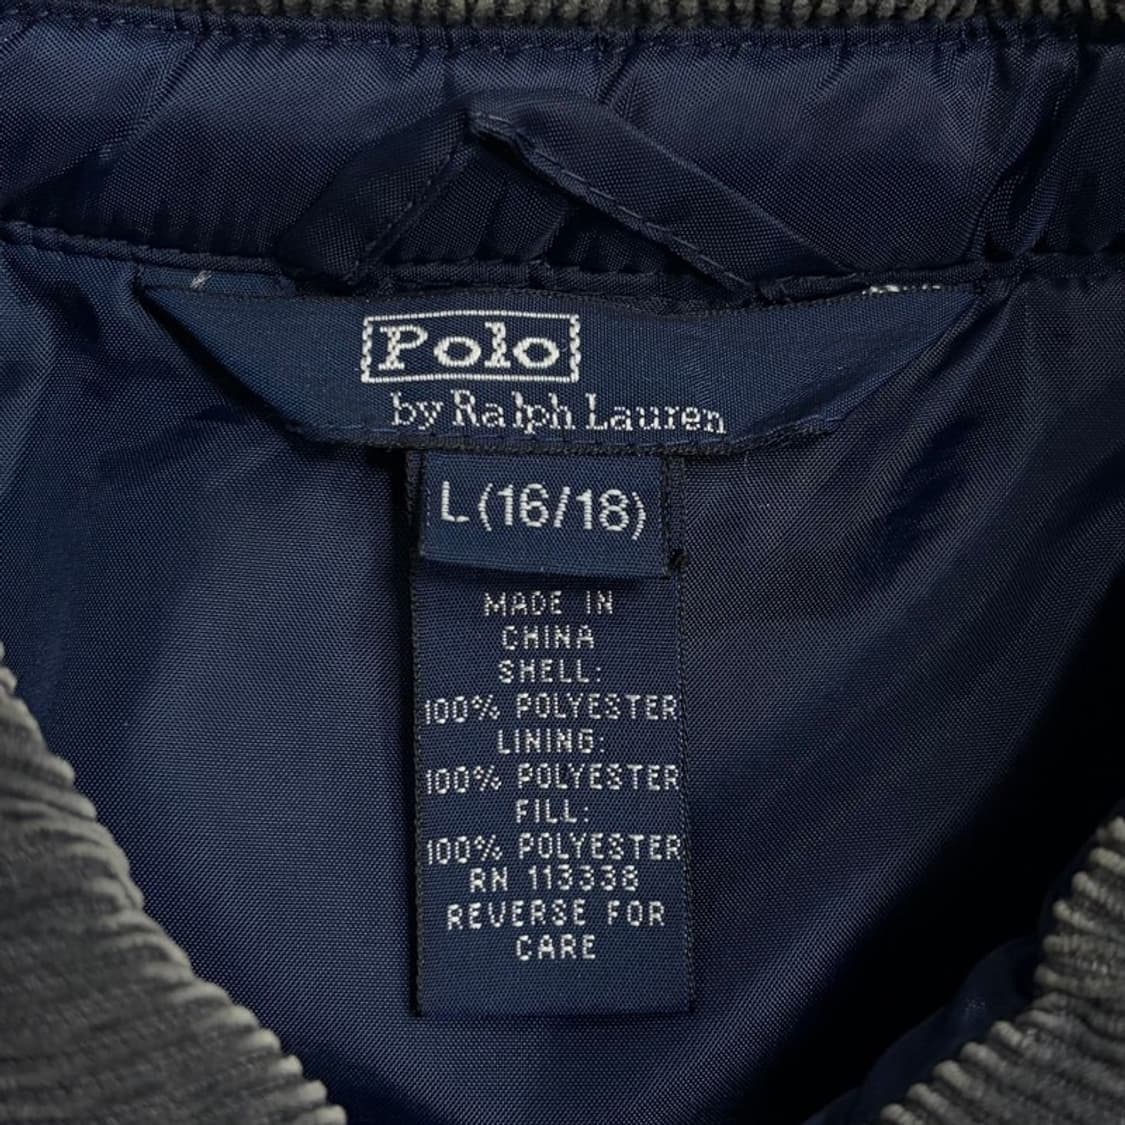 Polo
by Ralph Lauren
L (16/18)
MADE IN
CHINA
SHELL:
100% POLYESTER
LINING:
100% POLYESTER
FILL:
100% POLYESTER
RN 113338
REVERSE FOR
CARE